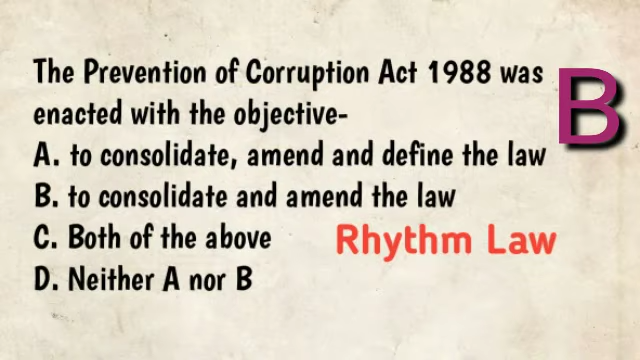 The Prevention of Corruption Act 1988 was
enacted with the objective-
A. to consolidate, amend and define the law
B. to consolidate and amend the law
C. Both of the above
D. Neither A nor B
B
Rhythm Law